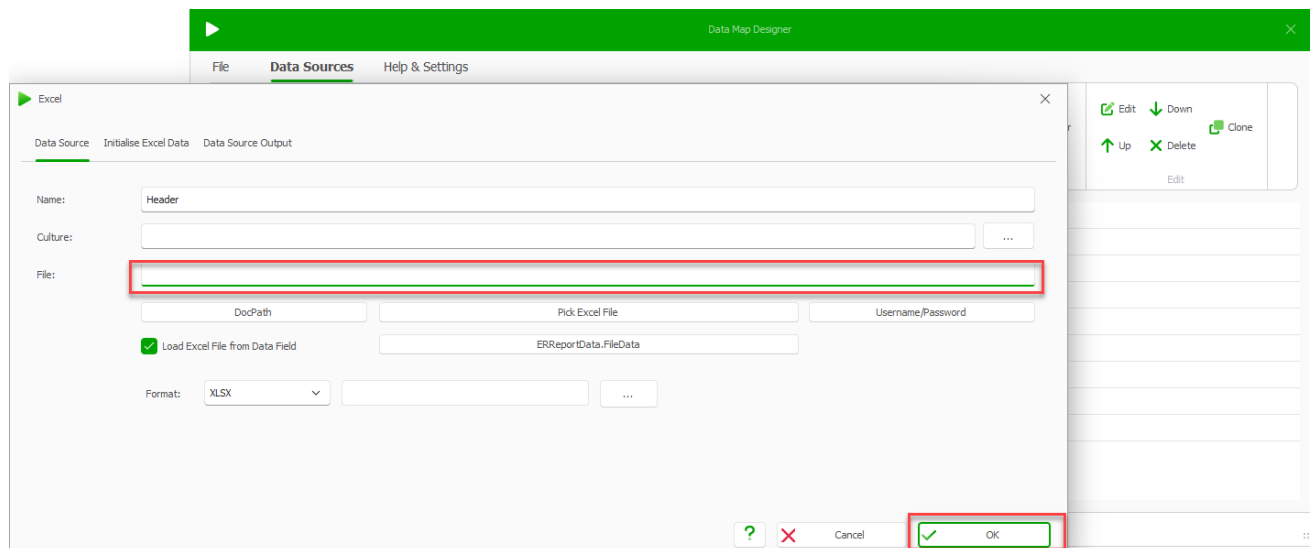 Data Map Designer
File Data Sources Help & Settings
Excel
Edit Down
r
Clone
Up Delete
Edit
Data Source Initialise Excel Data Data Source Output
Name: Header
Culture: ...
File:
DocPath Pick Excel File Username/Password
Load Excel File from Data Field ERReportData.FileData
Format: XLSX ...
? Cancel OK